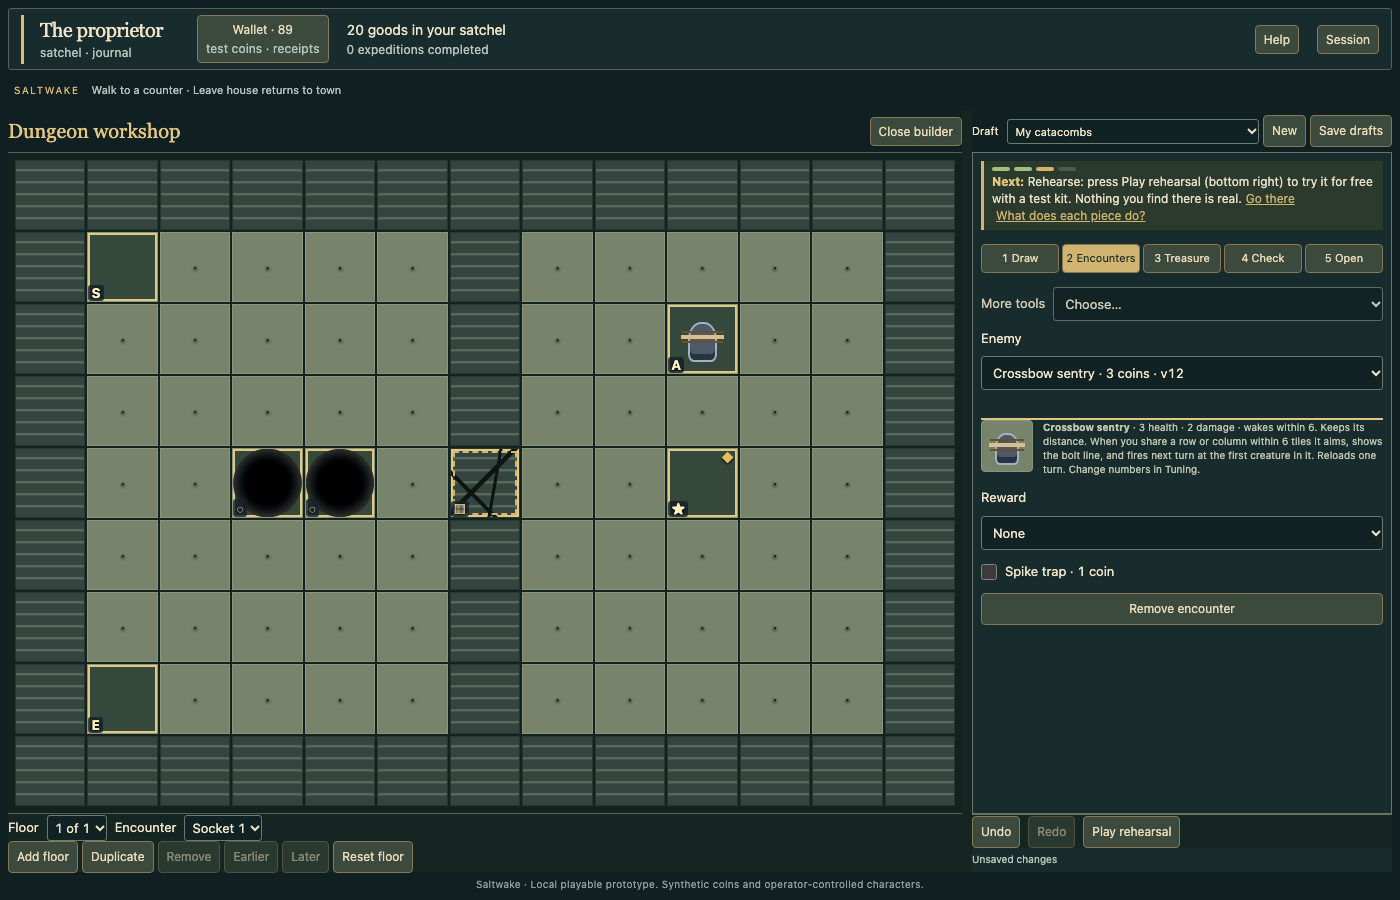 The proprietor
satchel · journal
Wallet · 89
test coins · receipts
20 goods in your satchel
0 expeditions completed
Help
Session
SALTWAKE Walk to a counter · Leave house returns to town
Dungeon workshop
Close builder
Draft
My catacombs
New
Save drafts
Next: Rehearse: press Play rehearsal (bottom right) to try it for free
with a test kit. Nothing you find there is real. Go there
What does each piece do?
1 Draw
2 Encounters
3 Treasure
4 Check
5 Open
More tools
Choose...
Enemy
Crossbow sentry · 3 coins · v12
Crossbow sentry · 3 health · 2 damage · wakes within 6. Keeps its
distance. When you share a row or column within 6 tiles it aims, shows
the bolt line, and fires next turn at the first creature in it. Reloads one
turn. Change numbers in Tuning.
Reward
None
Spike trap · 1 coin
Remove encounter
S
A
E
Floor
1 of 1
Encounter
Socket 1
Add floor
Duplicate
Remove
Earlier
Later
Reset floor
Undo
Redo
Play rehearsal
Unsaved changes
Saltwake · Local playable prototype. Synthetic coins and operator-controlled characters.